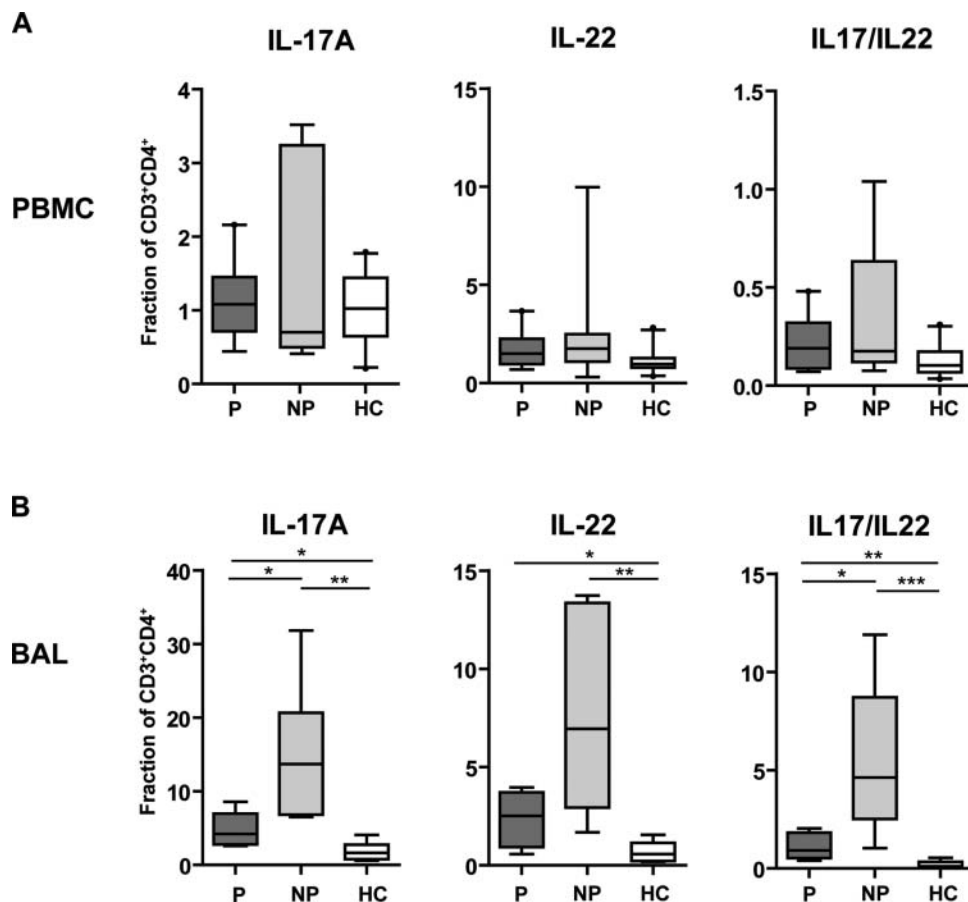 A
IL-17A IL-22 IL17/IL22
PBMC
Fraction of CD3⁺CD4⁺
4
3
2
1
0
P NP HC
15
10
5
0
P NP HC
1.5
1.0
0.5
0.0
P NP HC
B
IL-17A IL-22 IL17/IL22
BAL
Fraction of CD3⁺CD4⁺
*
* **
40
30
20
10
0
P NP HC
*
**
15
10
5
0
P NP HC
**
* ***
15
10
5
0
P NP HC